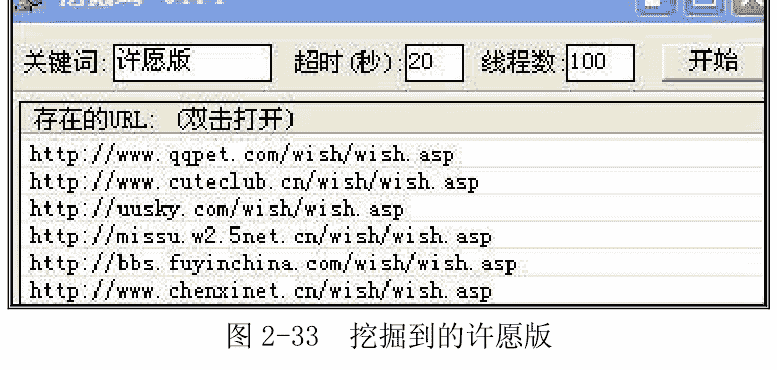 关键词: 许愿版 超时(秒): 20 线程数: 100 开始
存在的URL: (双击打开)
http://www.qqpet.com/wish/wish.asp
http://www.cuteclub.cn/wish/wish.asp
http://uusky.com/wish/wish.asp
http://missu.w2.5net.cn/wish/wish.asp
http://bbs.fuyinchina.com/wish/wish.asp
http://www.chenxinet.cn/wish/wish.asp
图 2-33 挖掘到的许愿版